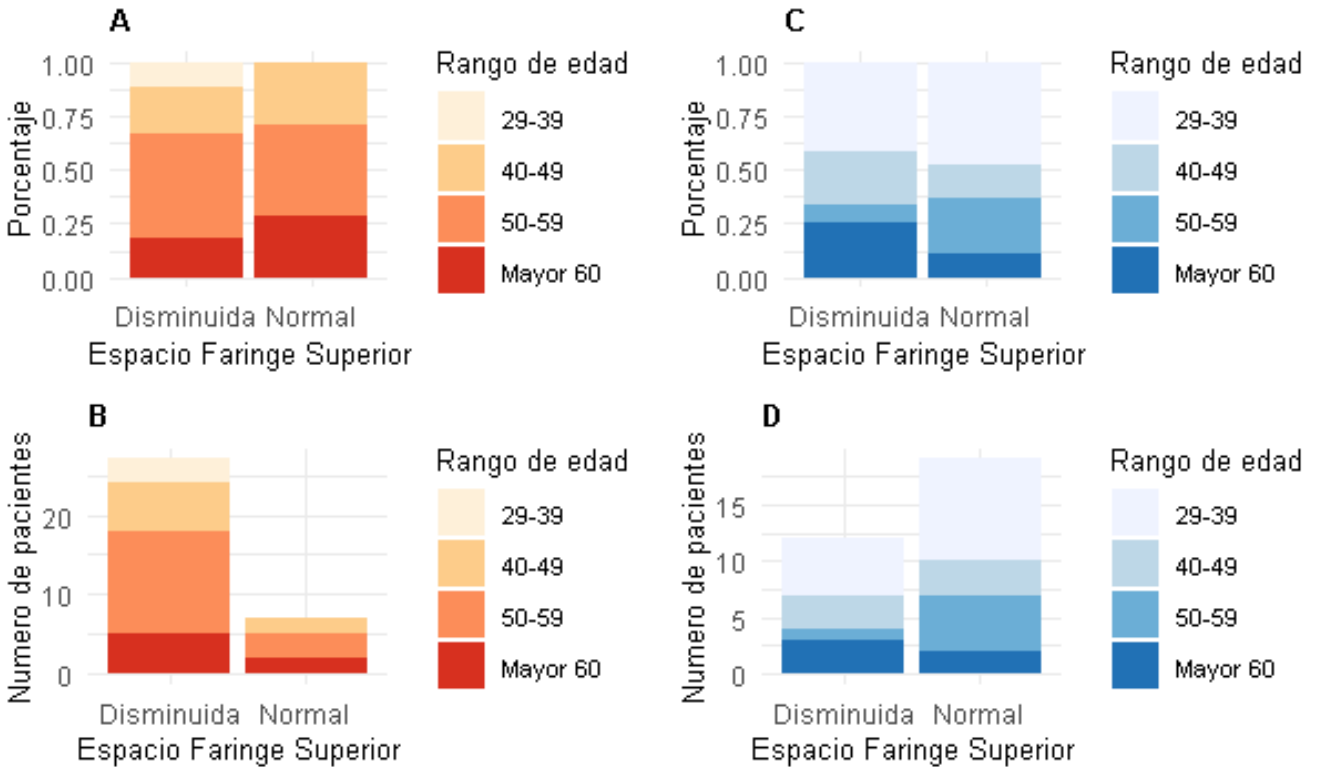 A
Porcentaje
1.00
0.75
0.50
0.25
0.00
Disminuida Normal
Espacio Faringe Superior
Rango de edad
29-39
40-49
50-59
Mayor 60
C
Porcentaje
1.00
0.75
0.50
0.25
0.00
Disminuida Normal
Espacio Faringe Superior
Rango de edad
29-39
40-49
50-59
Mayor 60
B
Numero de pacientes
20
10
0
Disminuida Normal
Espacio Faringe Superior
Rango de edad
29-39
40-49
50-59
Mayor 60
D
Numero de pacientes
15
10
5
0
Disminuida Normal
Espacio Faringe Superior
Rango de edad
29-39
40-49
50-59
Mayor 60